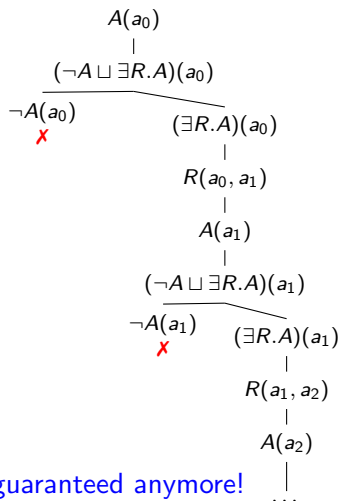 A(a₀)
(¬A ⊔ ∃R.A)(a₀)
¬A(a₀)
✗
(∃R.A)(a₀)
R(a₀, a₁)
A(a₁)
(¬A ⊔ ∃R.A)(a₁)
¬A(a₁)
✗
(∃R.A)(a₁)
R(a₁, a₂)
A(a₂)
guaranteed anymore!
...